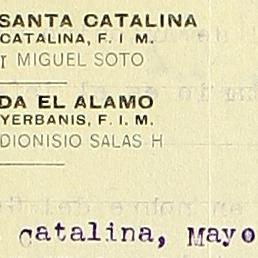 SANTA CATALINA
CATALINA, F. I M.
MIGUEL SOTO
DA EL ALAMO
YERBANIS, F. I. M.
DIONISIO SALAS H
Catalina, Mayo